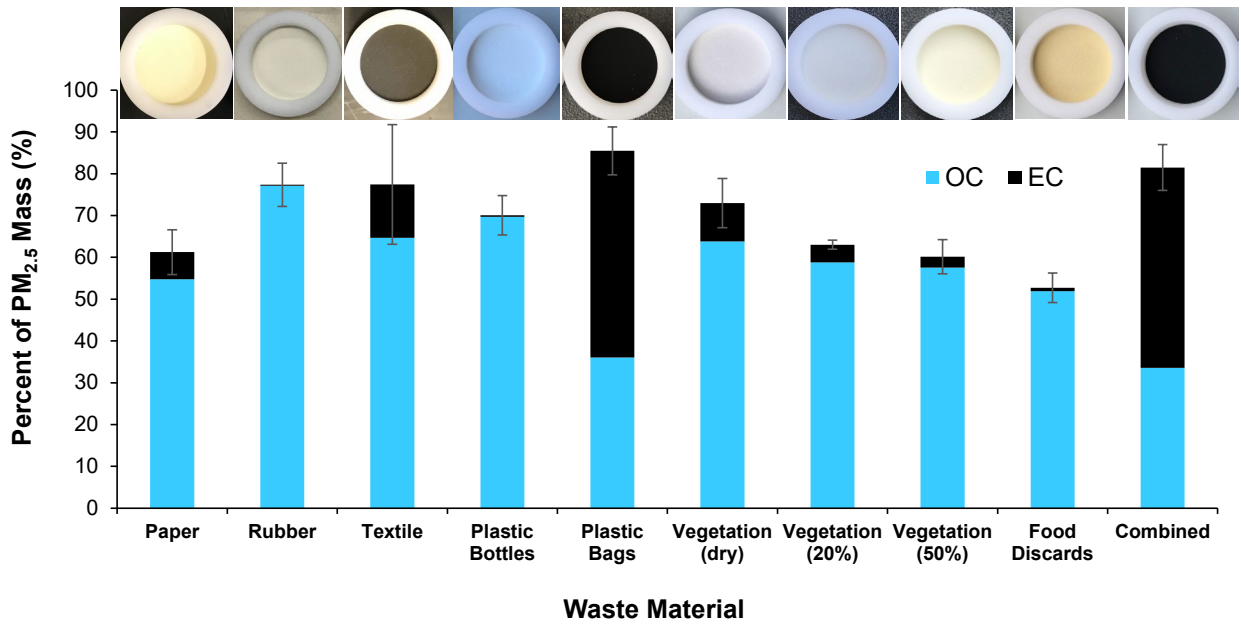 100
90
80
70
60
50
40
30
20
10
0
Percent of PM2.5 Mass (%)
OC
EC
Paper
Rubber
Textile
Plastic
Bottles
Plastic
Bags
Vegetation
(dry)
Vegetation
(20%)
Vegetation
(50%)
Food
Discards
Combined
Waste Material